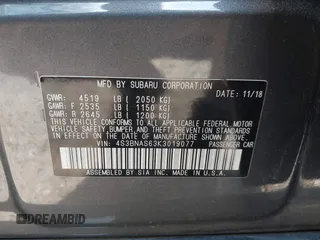 MFD BY SUBARU CORPORATION
GVWR: 4519 LB ( 2050 KG) DATE: 11/18
GAWR: F 2535 LB ( 1150 KG)
GAWR: R 2645 LB ( 1200 KG)
THIS VEHICLE CONFORMS TO ALL APPLICABLE FEDERAL MOTOR
VEHICLE SAFETY, BUMPER, AND THEFT PREVENTION STANDARDS
IN EFFECT ON THE DATE OF MANUFACTURE SHOWN ABOVE.
VIN: 4S3BNAS63K3019077 PASSENGER CAR
ASSEMBLED BY SIA INC. MADE IN U.S.A.
DREAMBID